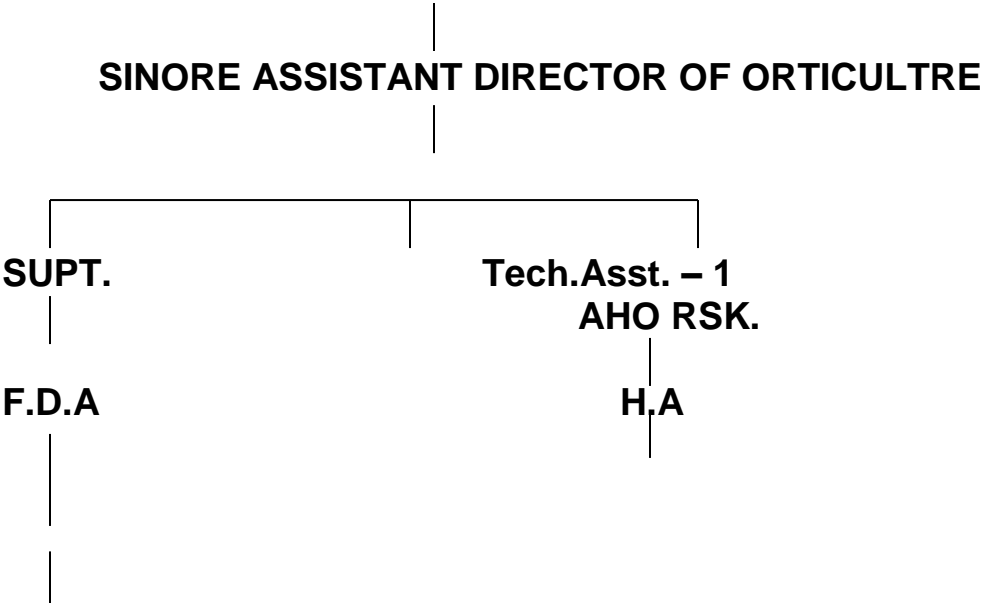 SINORE ASSISTANT DIRECTOR OF ORTICULTRE
SUPT.
Tech.Asst. – 1
AHO RSK.
F.D.A
H.A